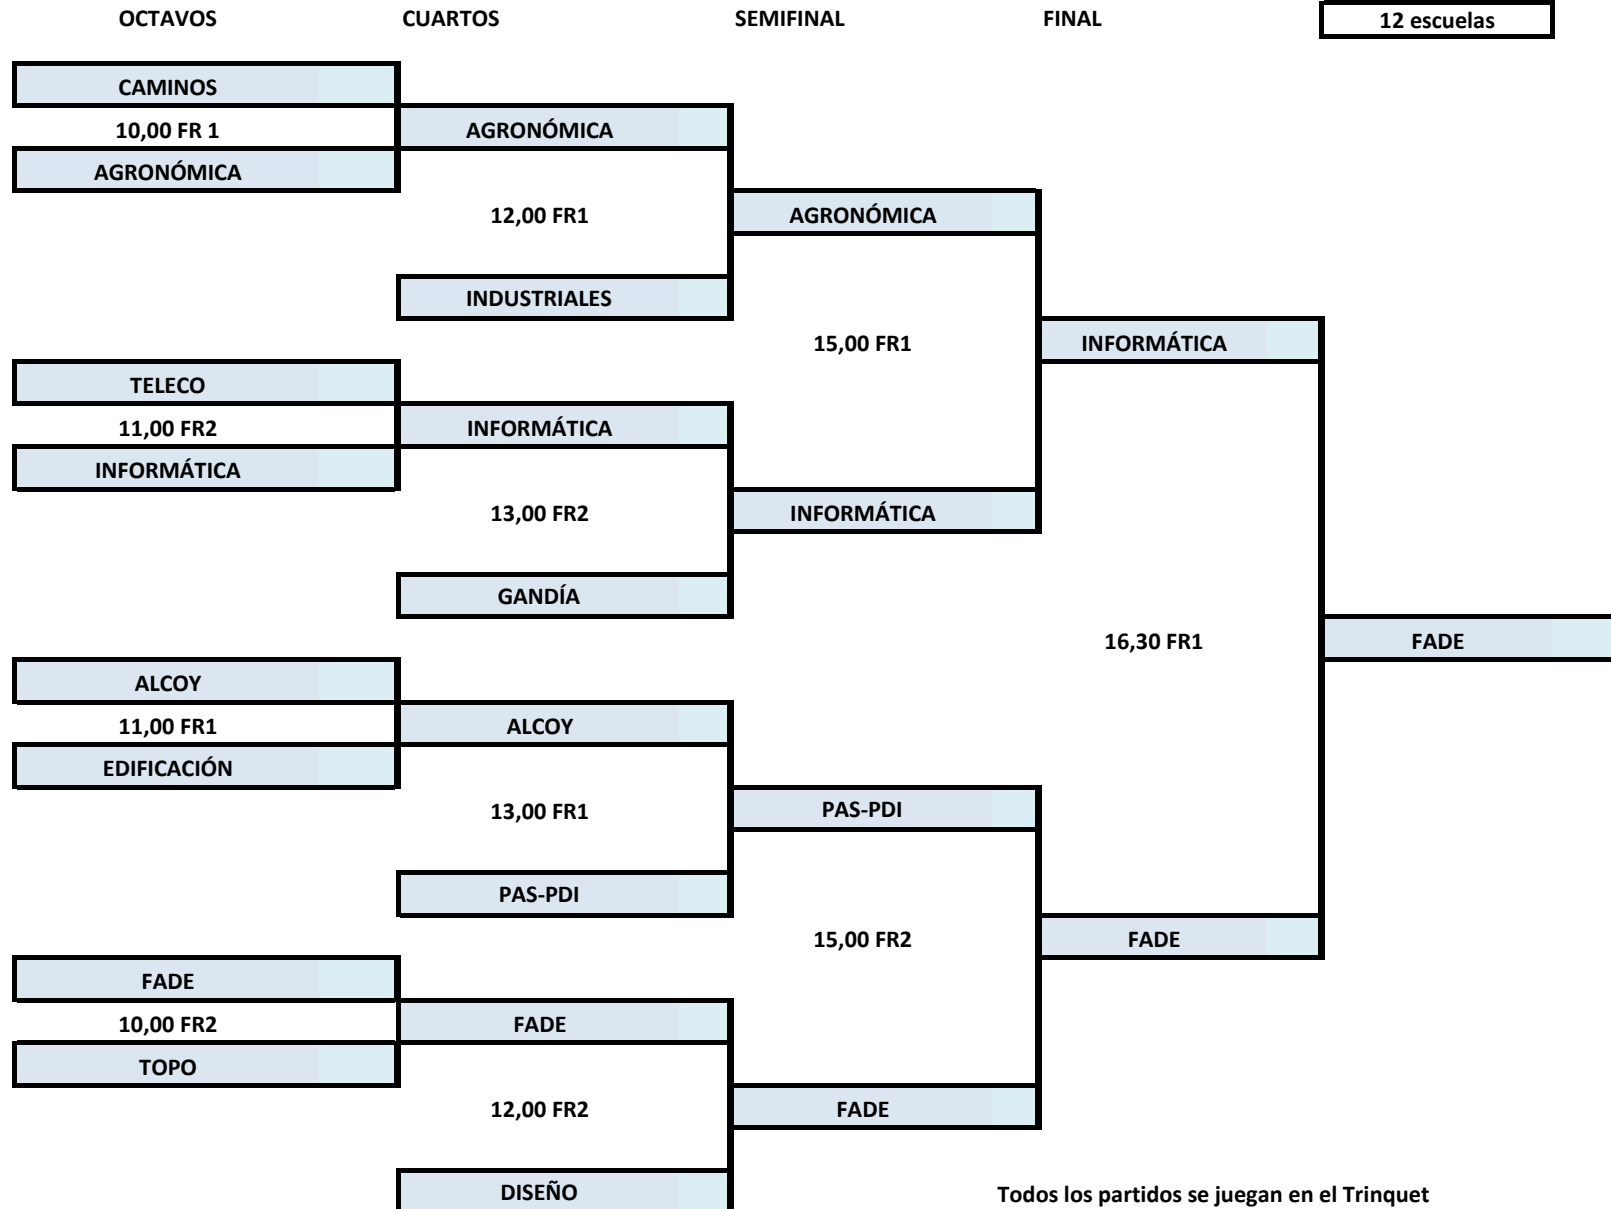 OCTAVOS CUARTOS SEMIFINAL FINAL 12 escuelas
CAMINOS
10,00 FR 1 AGRONÓMICA
AGRONÓMICA
12,00 FR1 AGRONÓMICA
INDUSTRIALES
15,00 FR1 INFORMÁTICA
TELECO
11,00 FR2 INFORMÁTICA
INFORMÁTICA
13,00 FR2 INFORMÁTICA
GANDÍA
16,30 FR1 FADE
ALCOY
11,00 FR1 ALCOY
EDIFICACIÓN
13,00 FR1 PAS-PDI
PAS-PDI
15,00 FR2 FADE
FADE
10,00 FR2 FADE
TOPO
12,00 FR2 FADE
DISEÑO Todos los partidos se juegan en el Trinquet